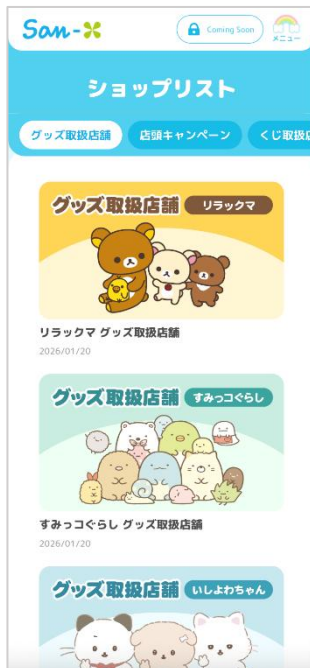 San-X
Coming Soon
メニュー
ショップリスト
グッズ取扱店舗
店頭キャンペーン
くじ取扱店
グッズ取扱店舗 リラックマ
リラックマ グッズ取扱店舗
2026/01/20
グッズ取扱店舗 すみっコぐらし
すみっコぐらし グッズ取扱店舗
2026/01/20
グッズ取扱店舗 いしよわちゃん